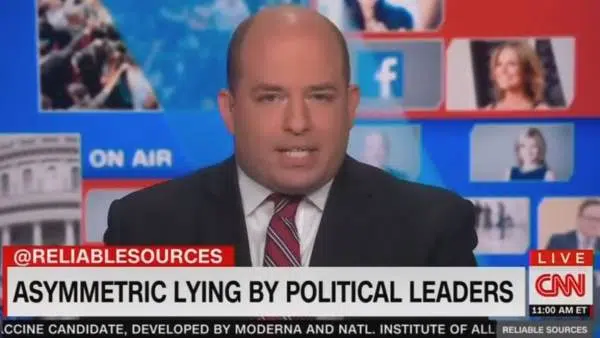 ON AIR
@RELIABLESOURCES
LIVE
ASYMMETRIC LYING BY POLITICAL LEADERS
CNN
11:00 AM ET
CCINE CANDIDATE, DEVELOPED BY MODERNA AND NATL. INSTITUTE OF ALL
RELIABLE SOURCES